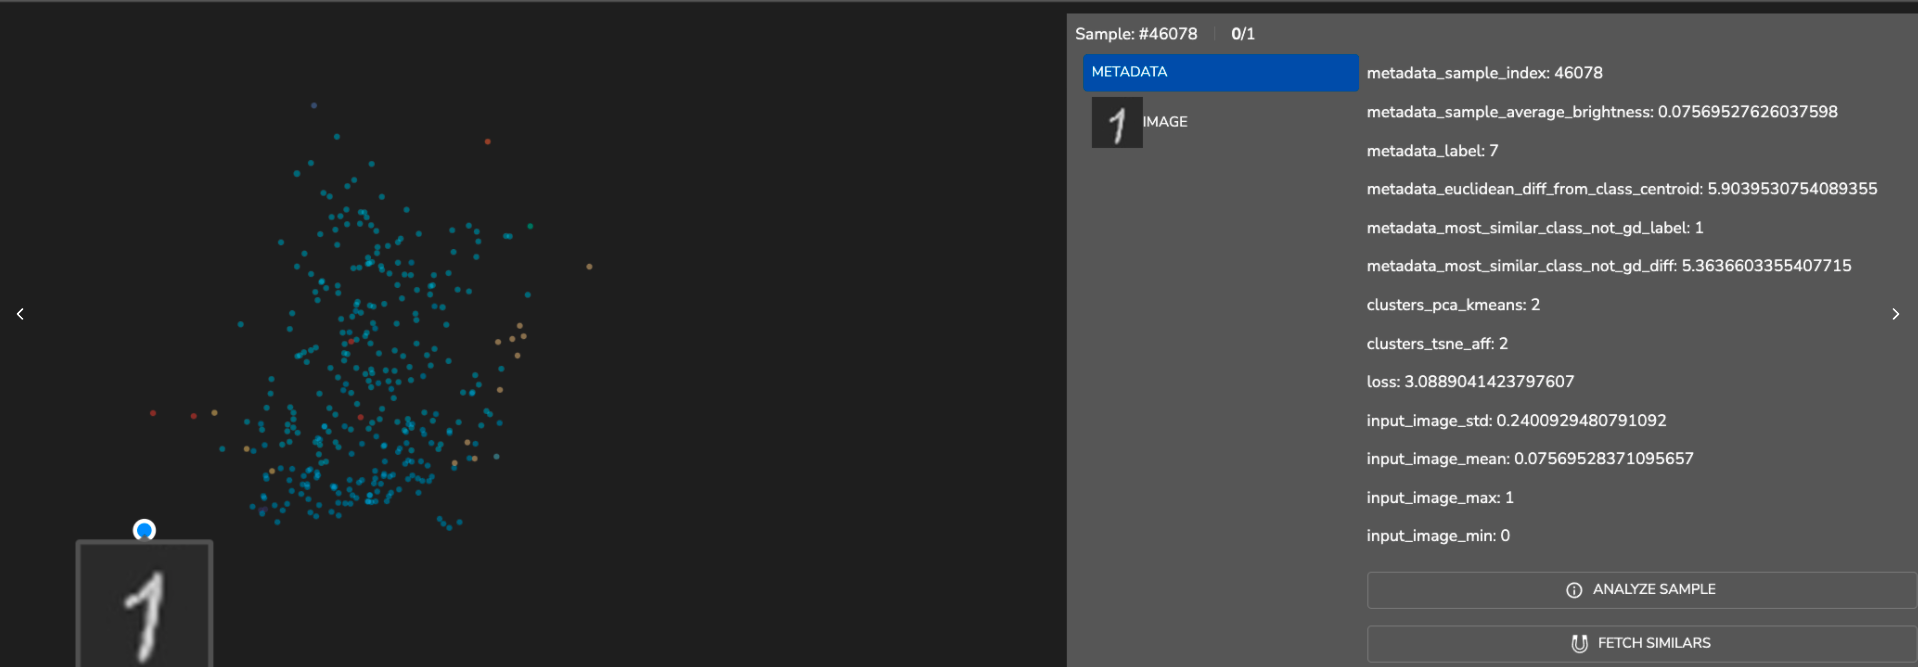 Sample: #46078 0/1
METADATA
IMAGE
metadata_sample_index: 46078
metadata_sample_average_brightness: 0.07569527626037598
metadata_label: 7
metadata_euclidean_diff_from_class_centroid: 5.9039530754089355
metadata_most_similar_class_not_gd_label: 1
metadata_most_similar_class_not_gd_diff: 5.3636603355407715
clusters_pca_kmeans: 2
clusters_tsne_aff: 2
loss: 3.0889041423797607
input_image_std: 0.2400929480791092
input_image_mean: 0.07569528371095657
input_image_max: 1
input_image_min: 0
ANALYZE SAMPLE
FETCH SIMILARS